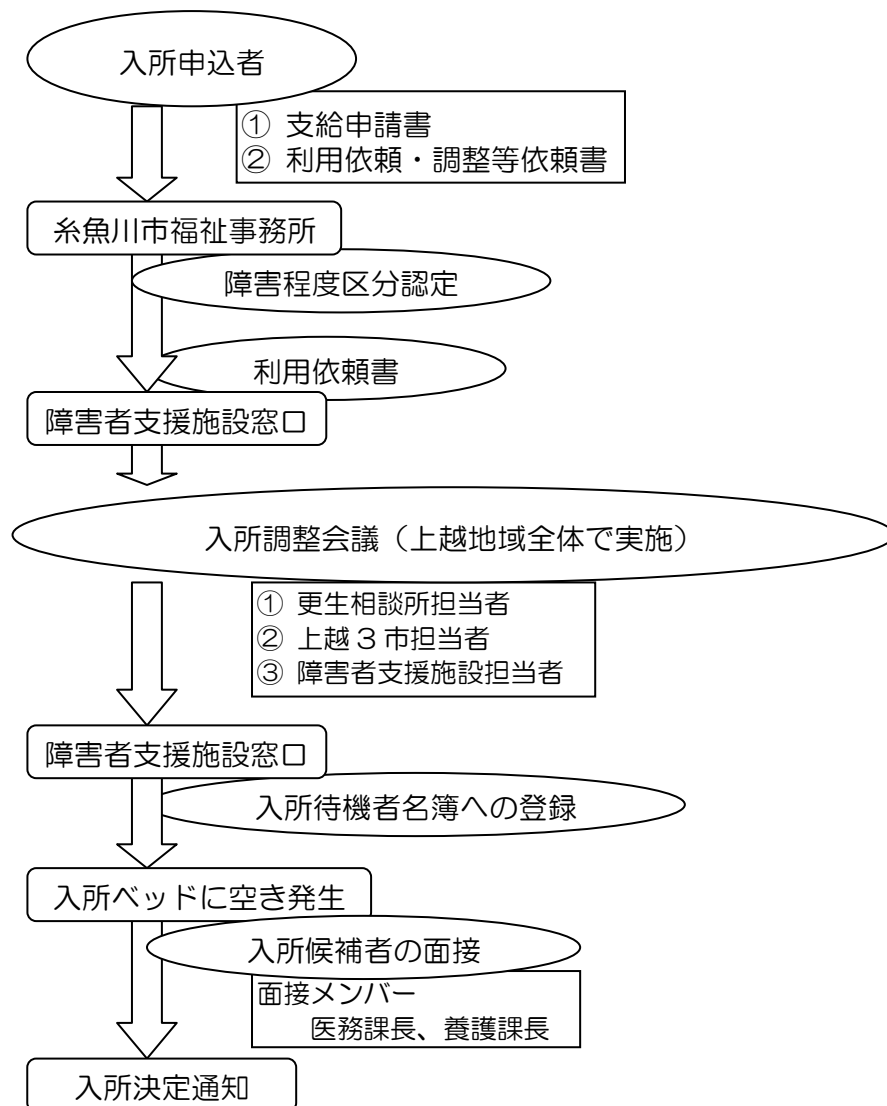 入所申込者
① 支給申請書
② 利用依頼・調整等依頼書
糸魚川市福祉事務所
障害程度区分認定
利用依頼書
障害者支援施設窓口
入所調整会議（上越地域全体で実施）
① 更生相談所担当者
② 上越３市担当者
③ 障害者支援施設担当者
障害者支援施設窓口
入所待機者名簿への登録
入所ベッドに空き発生
入所候補者の面接
面接メンバー
医務課長、養護課長
入所決定通知